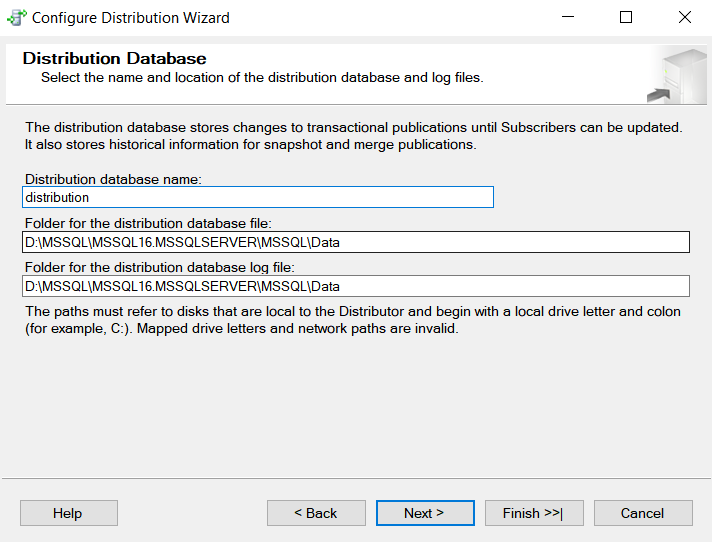 Configure Distribution Wizard
Distribution Database
Select the name and location of the distribution database and log files.
The distribution database stores changes to transactional publications until Subscribers can be updated.
It also stores historical information for snapshot and merge publications.
Distribution database name:
distribution
Folder for the distribution database file:
D:\MSSQL\MSSQL16.MSSQLSERVER\MSSQL\Data
Folder for the distribution database log file:
D:\MSSQL\MSSQL16.MSSQLSERVER\MSSQL\Data
The paths must refer to disks that are local to the Distributor and begin with a local drive letter and colon
(for example, C:). Mapped drive letters and network paths are invalid.
Help
< Back
Next >
Finish >>|
Cancel